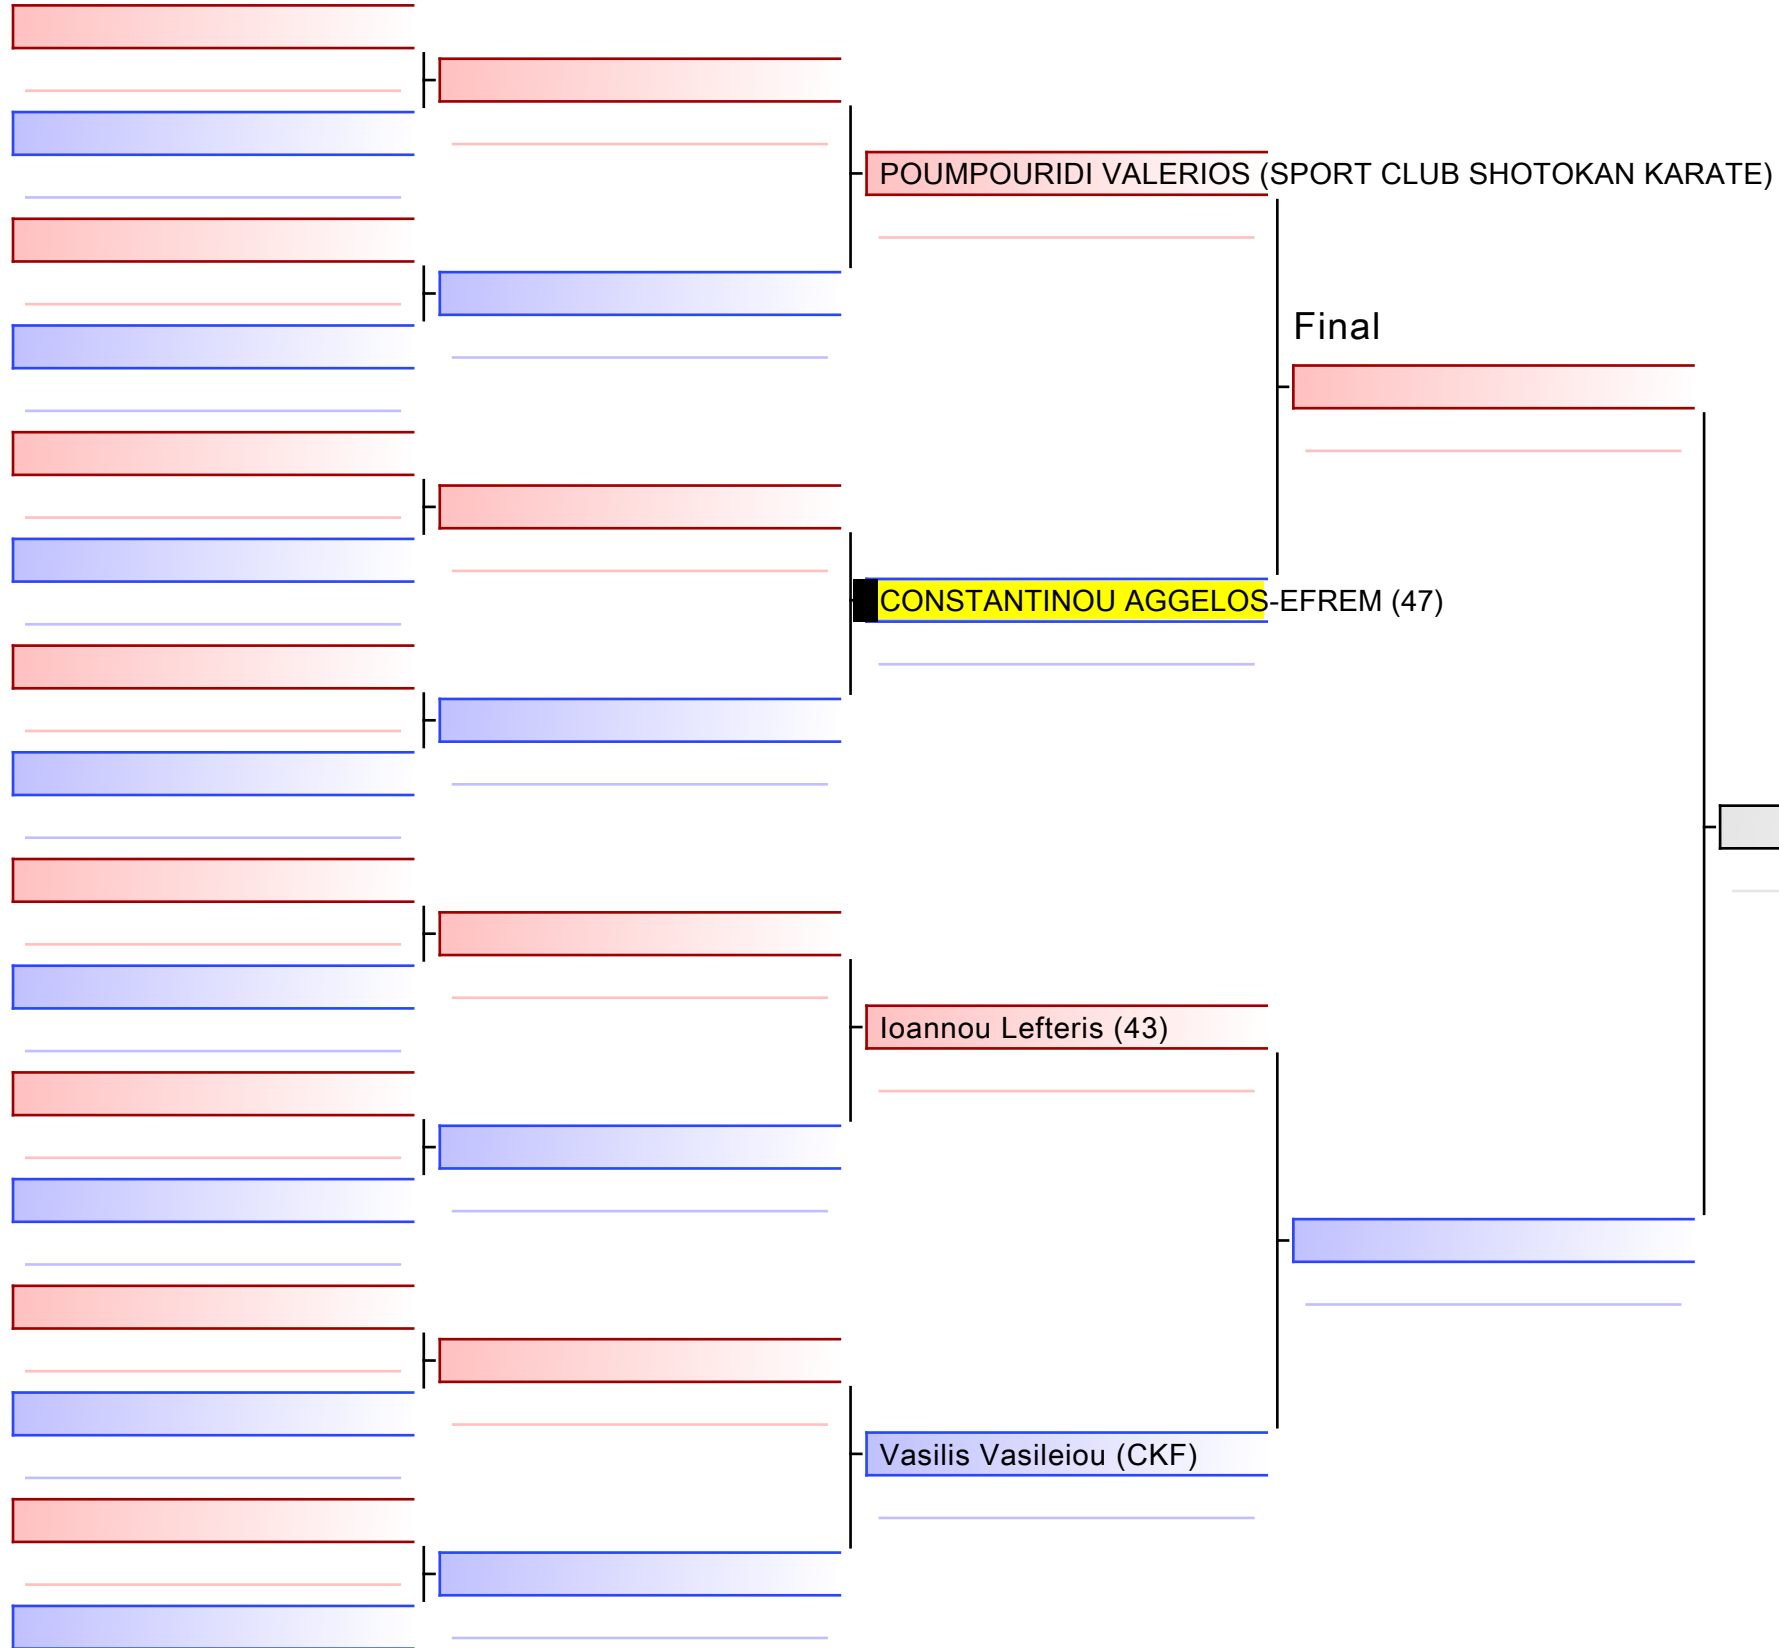 POUMPOURIDI VALERIOS (SPORT CLUB SHOTOKAN KARATE)
Final
CONSTANTINOU AGGELOS-EFREM (47)
Ioannou Lefteris (43)
Vasilis Vasileiou (CKF)